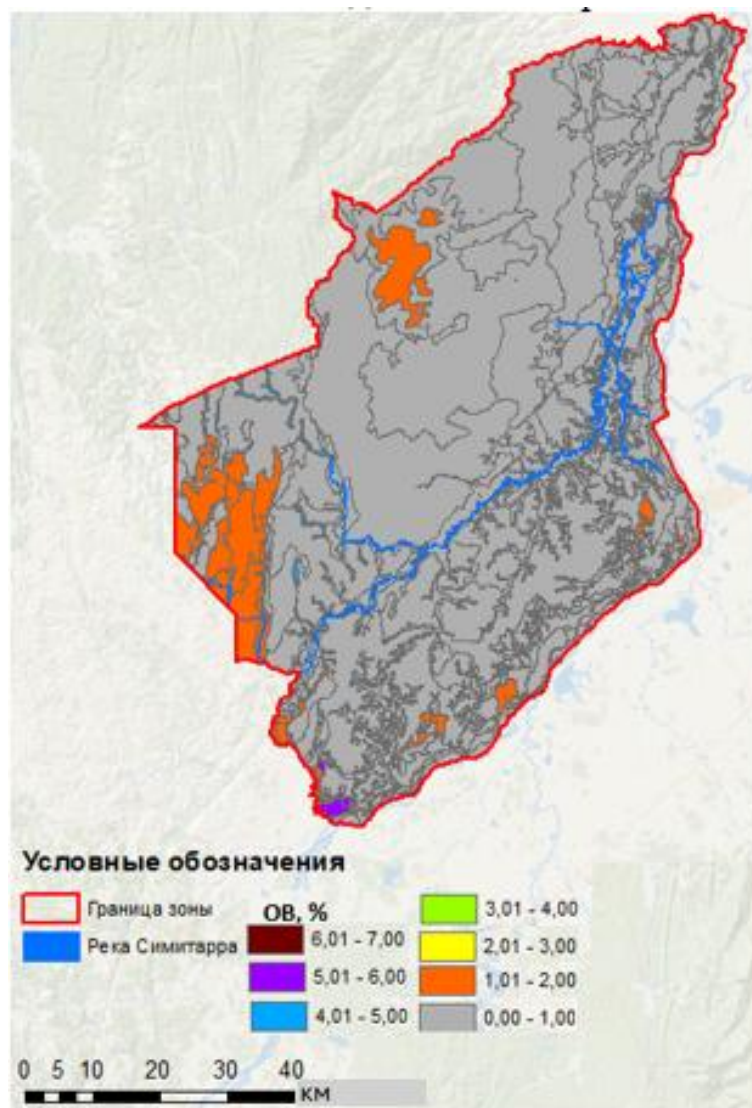 Условные обозначения
Граница зоны
Река Симитарра
ОВ, %
6,01 - 7,00
5,01 - 6,00
4,01 - 5,00
3,01 - 4,00
2,01 - 3,00
1,01 - 2,00
0,00 - 1,00
0 5 10 20 30 40
КМ